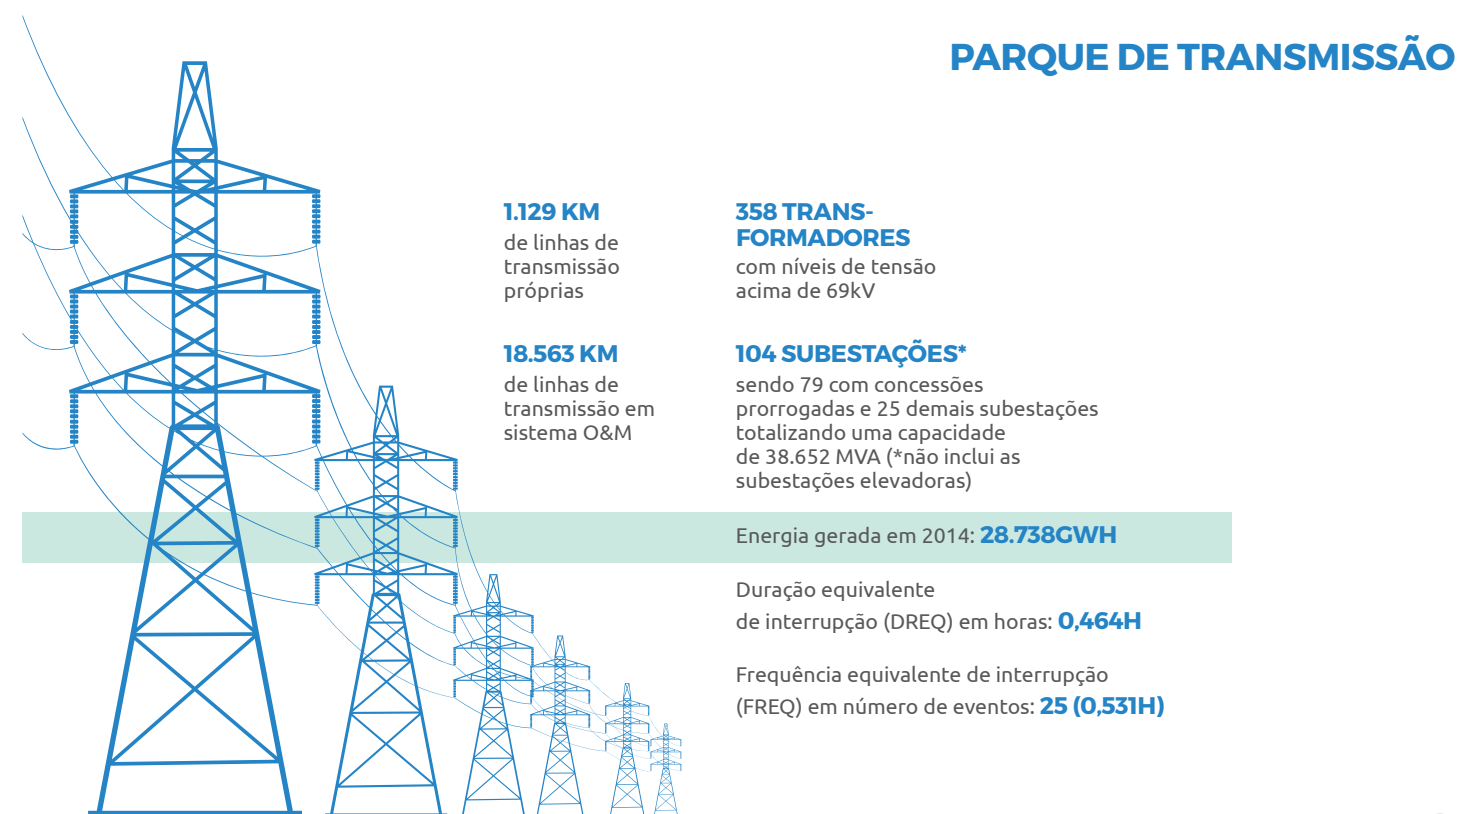 PARQUE DE TRANSMISSÃO
1.129 KM
de linhas de
transmissão
próprias
18.563 KM
de linhas de
transmissão em
sistema O&M
358 TRANS-
FORMADORES
com níveis de tensão
acima de 69kV
104 SUBESTAÇÕES*
sendo 79 com concessões
prorrogadas e 25 demais subestações
totalizando uma capacidade
de 38.652 MVA (*não inclui as
subestações elevadoras)
Energia gerada em 2014: 28.738GWH
Duração equivalente
de interrupção (DREQ) em horas: 0,464H
Frequência equivalente de interrupção
(FREQ) em número de eventos: 25 (0,531H)